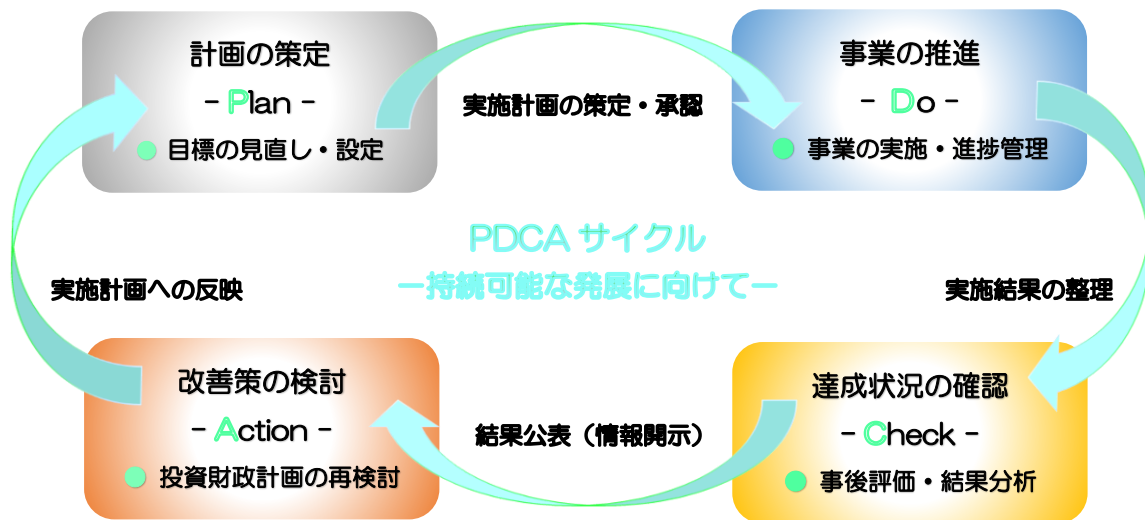 計画の策定
- Plan -
● 目標の見直し・設定
実施計画の策定・承認
事業の推進
- Do -
● 事業の実施・進捗管理
PDCA サイクル
ー持続可能な発展に向けてー
実施計画への反映
実施結果の整理
改善策の検討
- Action -
● 投資財政計画の再検討
結果公表（情報開示）
達成状況の確認
- Check -
● 事後評価・結果分析